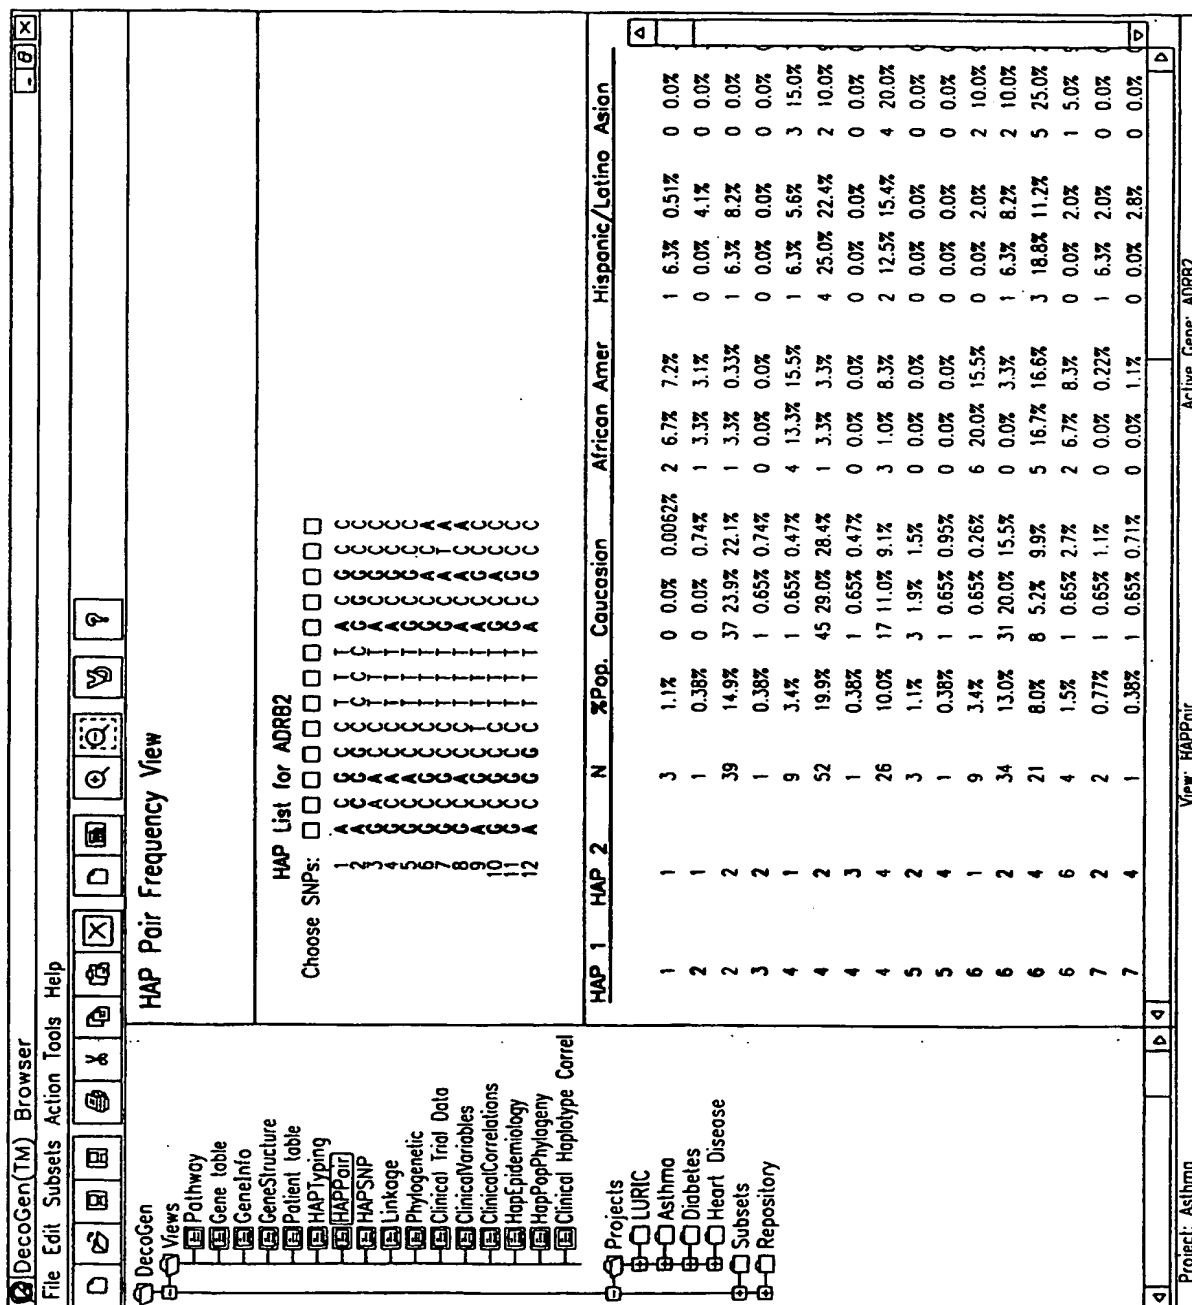 DecoGen(TM) Browser
File Edit Subsets Action Tools Help
DecoGen
Views
Pathway
Gene table
GeneInfo
GeneStructure
Patient table
HAPTyping
HAPPair
HAPSNP
Linkage
Phylogenetic
Clinical Trial Data
ClinicalVariables
ClinicalCorrelations
HapEpidemiology
HapPopPhylogeny
Clinical Haplotype Correl
Projects
LURIC
Asthma
Diabetes
Heart Disease
Subsets
Repository
HAP Pair Frequency View
HAP List for ADRB2
Choose SNPs:
1 A C G C C T T T A C G C C
2 A C G G C C C C G G G C C
3 G A A C C T T T A C G C C
4 G C A C C T T T A C G C C
5 G C A C C T T T G C G C C
6 G C G C C T T T G C A C A
7 G C G C C T T T G C A T A
8 G C A C C T T T A C A C A
9 A C G C T T T T A C G C C
10 G C G C C T T T G C A C C
11 G C G C C T T T G C G C C
12 A C G G C T T T A C G C C
HAP 1 HAP 2 N %Pop. Caucasian African Amer Hispanic/Latino Asian
1 1 3 1.1% 0 0.0% 0.0062% 2 6.7% 7.2% 1 6.3% 0.51% 0 0.0%
2 1 1 0.38% 0 0.0% 0.74% 1 3.3% 3.1% 0 0.0% 4.1% 0 0.0%
2 2 39 14.9% 37 23.9% 22.1% 1 3.3% 0.33% 1 6.3% 8.2% 0 0.0%
3 2 1 0.38% 1 0.65% 0.74% 0 0.0% 0.0% 0 0.0% 0.0% 0 0.0%
4 1 9 3.4% 1 0.65% 0.47% 4 13.3% 15.5% 1 6.3% 5.6% 3 15.0%
4 2 52 19.9% 45 29.0% 28.4% 1 3.3% 3.3% 4 25.0% 22.4% 2 10.0%
4 3 1 0.38% 1 0.65% 0.47% 0 0.0% 0.0% 0 0.0% 0.0% 0 0.0%
4 4 26 10.0% 17 11.0% 9.1% 3 1.0% 8.3% 2 12.5% 15.4% 4 20.0%
5 2 3 1.1% 3 1.9% 1.5% 0 0.0% 0.0% 0 0.0% 0.0% 0 0.0%
5 4 1 0.38% 1 0.65% 0.95% 0 0.0% 0.0% 0 0.0% 0.0% 0 0.0%
6 1 9 3.4% 1 0.65% 0.26% 6 20.0% 15.5% 0 0.0% 2.0% 2 10.0%
6 2 34 13.0% 31 20.0% 15.5% 0 0.0% 3.3% 1 6.3% 8.2% 2 10.0%
6 4 21 8.0% 8 5.2% 9.9% 5 16.7% 16.6% 3 18.8% 11.2% 5 25.0%
6 6 4 1.5% 1 0.65% 2.7% 2 6.7% 8.3% 0 0.0% 2.0% 1 5.0%
7 2 2 0.77% 1 0.65% 1.1% 0 0.0% 0.22% 1 6.3% 2.0% 0 0.0%
7 4 1 0.38% 1 0.65% 0.71% 0 0.0% 1.1% 0 0.0% 2.8% 0 0.0%
Project: Asthma View: HAPPair Active Gene: ADRB2